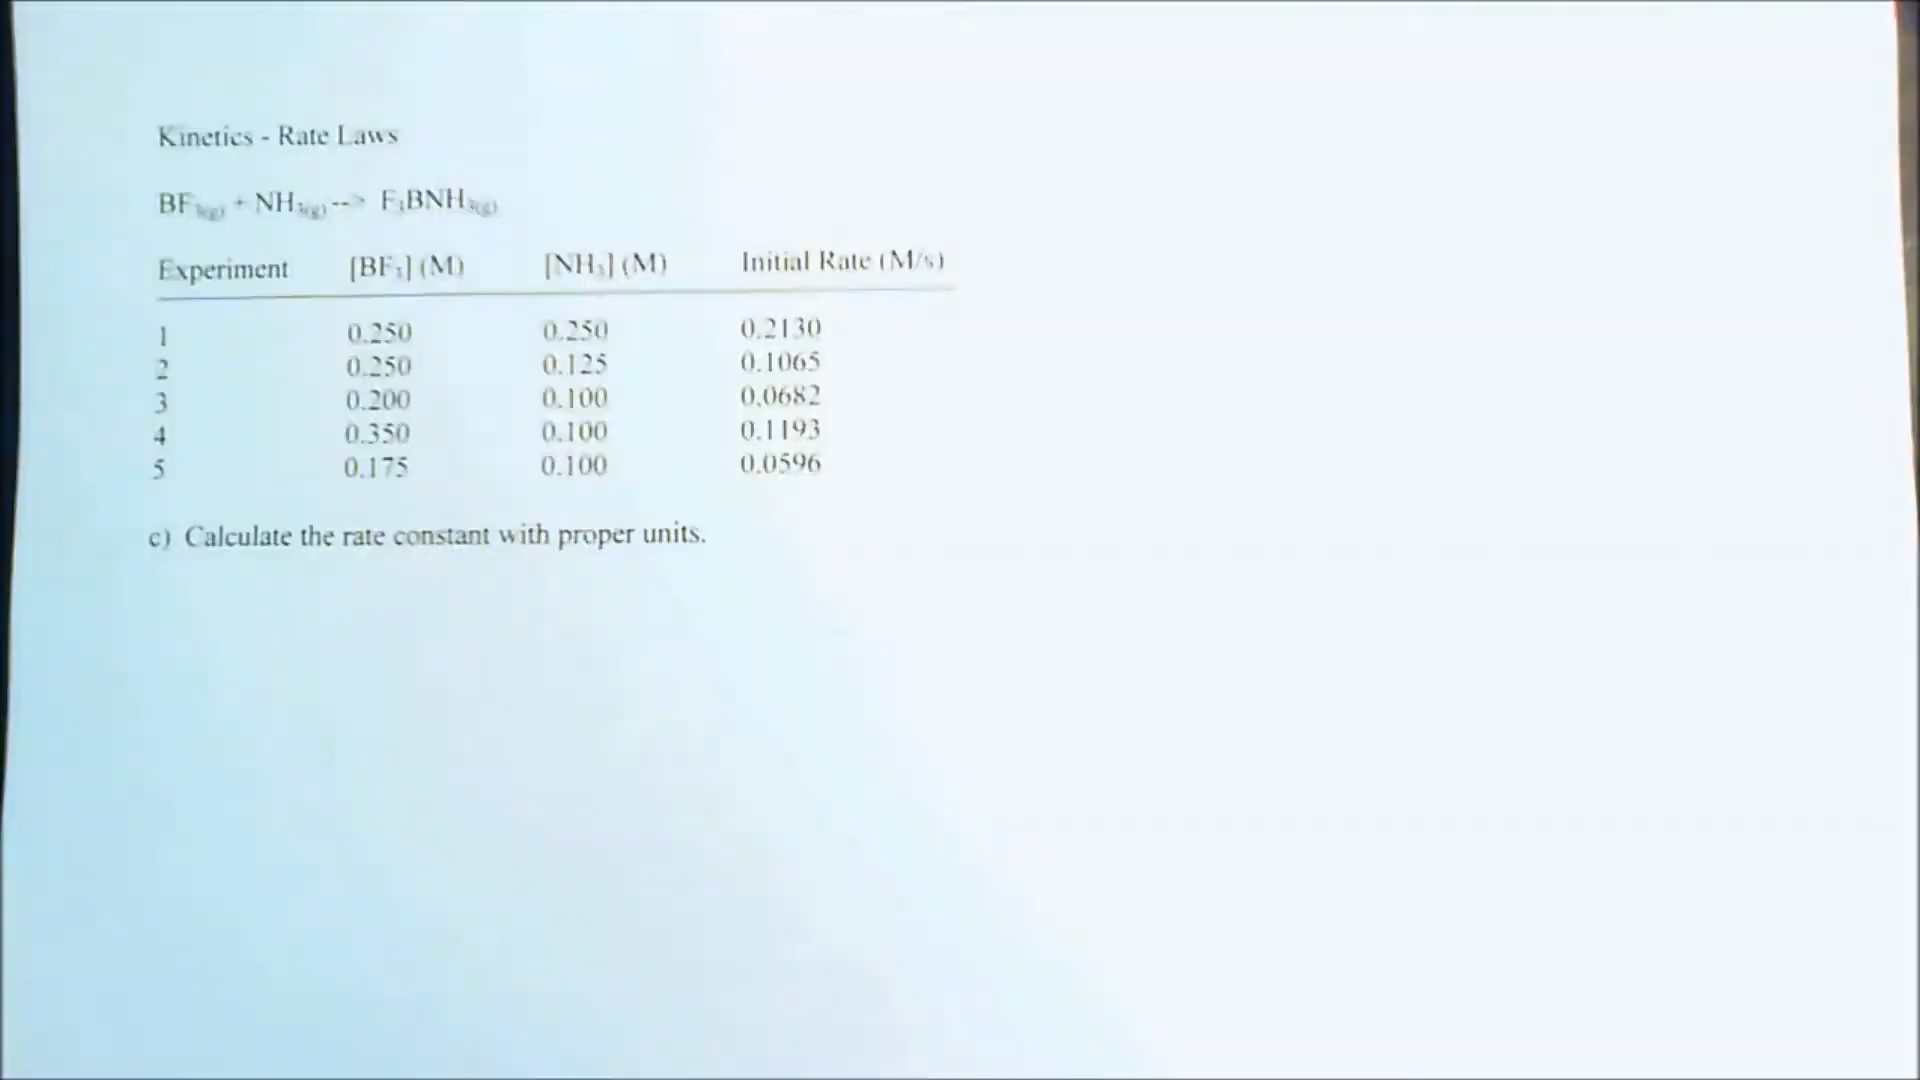 Kinetics - Rate Laws
BF3(g) + NH3(g) --> F3BNH3(g)
Experiment [BF3] (M) [NH3] (M) Initial Rate (M/s)
1 0.250 0.250 0.2130
2 0.250 0.125 0.1065
3 0.200 0.100 0.0682
4 0.350 0.100 0.1193
5 0.175 0.100 0.0596
c) Calculate the rate constant with proper units.